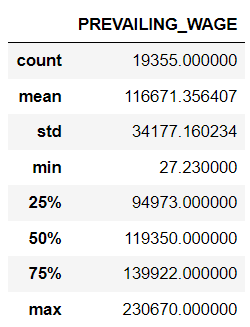 PREVAILING_WAGE
count 19355.000000
mean 116671.356407
std 34177.160234
min 27.230000
25% 94973.000000
50% 119350.000000
75% 139922.000000
max 230670.000000